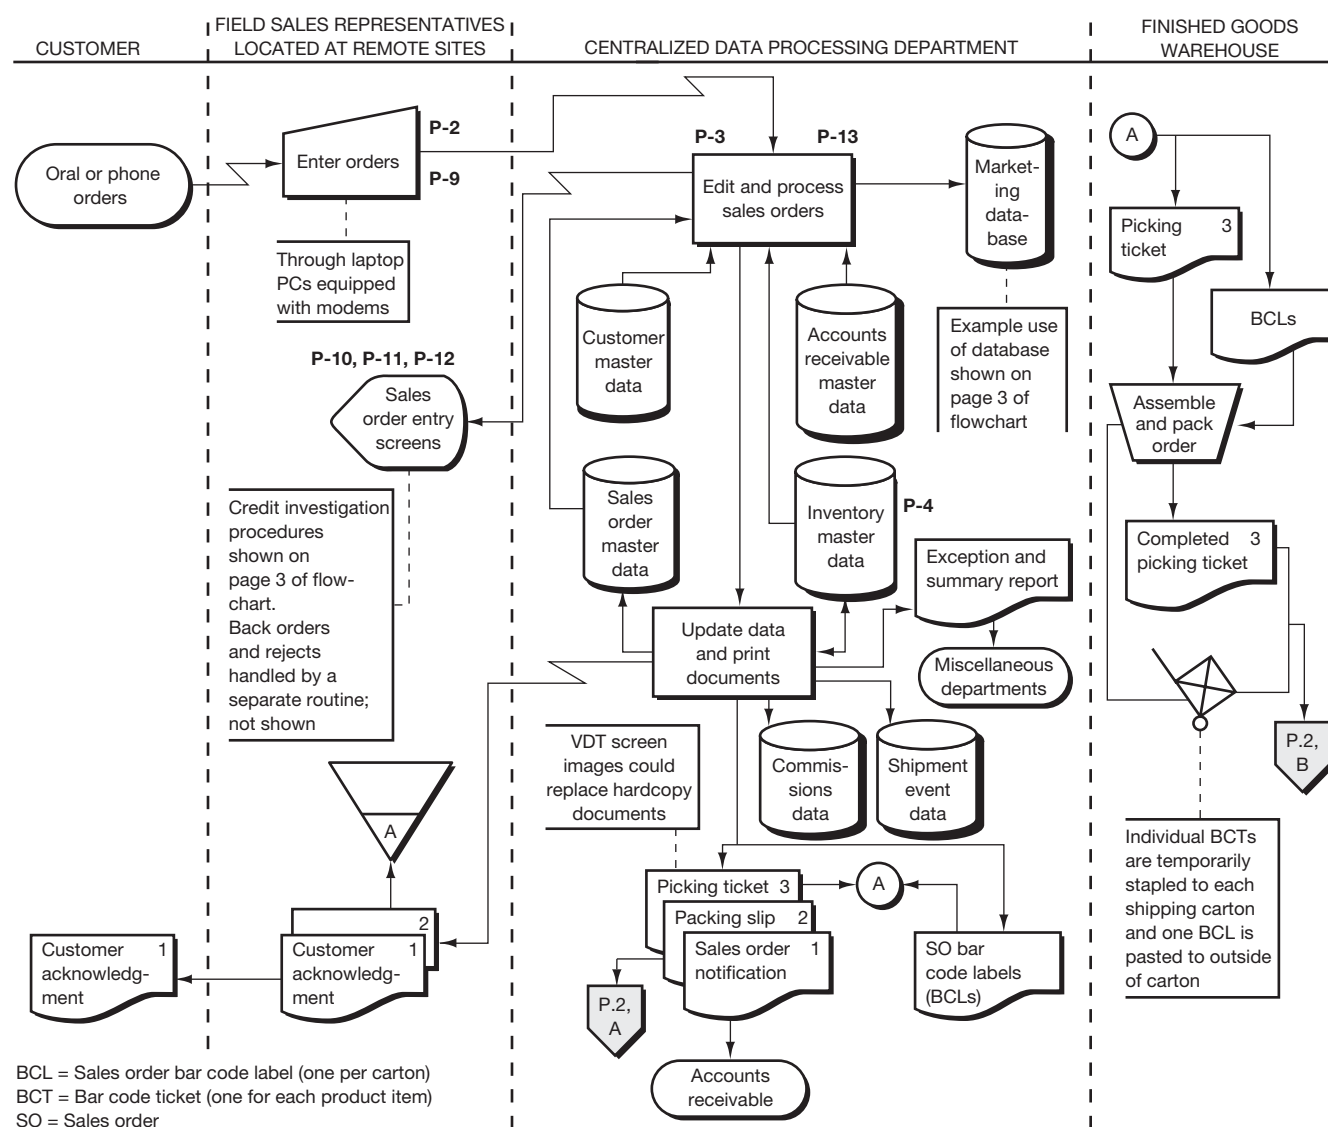 CUSTOMER
FIELD SALES REPRESENTATIVES
LOCATED AT REMOTE SITES
CENTRALIZED DATA PROCESSING DEPARTMENT
FINISHED GOODS
WAREHOUSE
Oral or phone
orders
Enter orders
P-2
P-9
Through laptop
PCs equipped
with modems
P-10, P-11, P-12
Sales
order entry
screens
Credit investigation
procedures
shown on
page 3 of flow-
chart.
Back orders
and rejects
handled by a
separate routine;
not shown
A
2
Customer 1
acknowledg-
ment
Customer 1
acknowledg-
ment
P-3
P-13
Edit and process
sales orders
Market-
ing
data-
base
Customer
master
data
Accounts
receivable
master
data
Example use
of database
shown on
page 3 of
flowchart
Sales
order
master
data
Inventory
master
data
P-4
Exception and
summary report
Update data
and print
documents
Miscellaneous
departments
VDT screen
images could
replace hardcopy
documents
Commis-
sions
data
Shipment
event
data
Picking ticket 3
Packing slip 2
Sales order 1
notification
A
SO bar
code labels
(BCLs)
P.2,
A
Accounts
receivable
A
Picking 3
ticket
BCLs
Assemble
and pack
order
Completed 3
picking ticket
P.2,
B
Individual BCTs
are temporarily
stapled to each
shipping carton
and one BCL is
pasted to outside
of carton
BCL = Sales order bar code label (one per carton)
BCT = Bar code ticket (one for each product item)
SO = Sales order